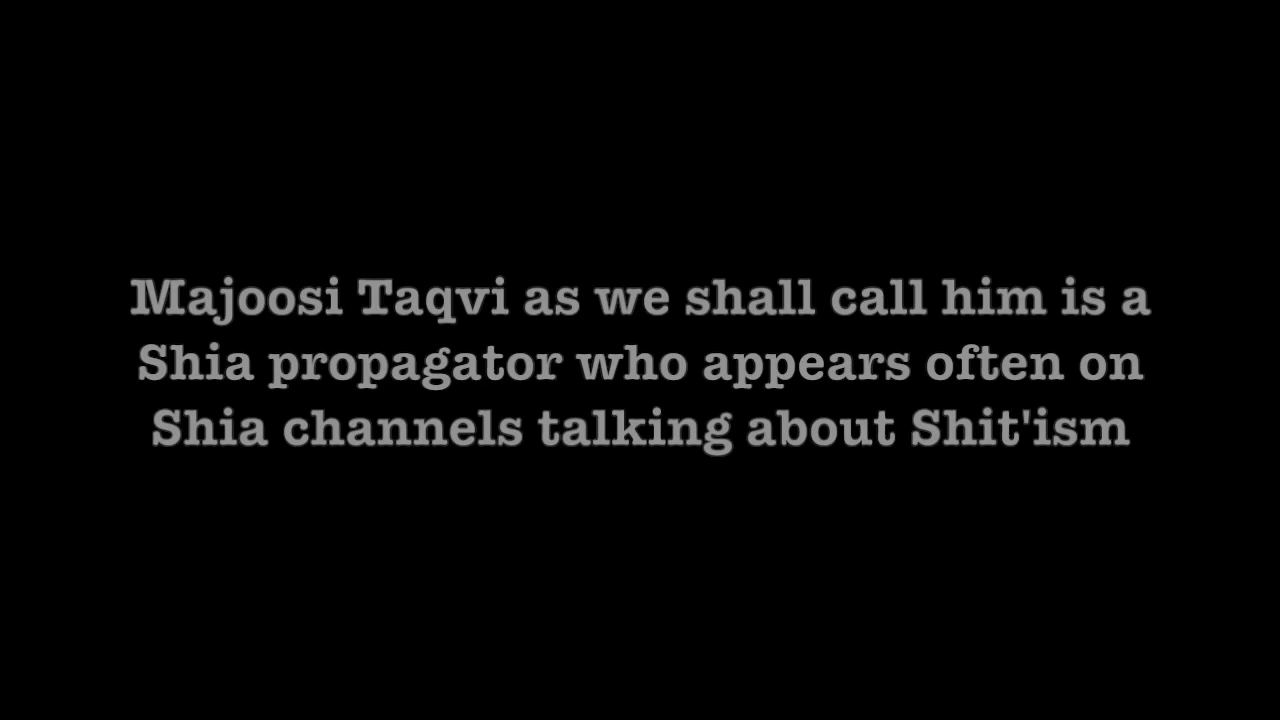 Majoosi Taqvi as we shall call him is a
Shia propagator who appears often on
Shia channels talking about Shit'ism